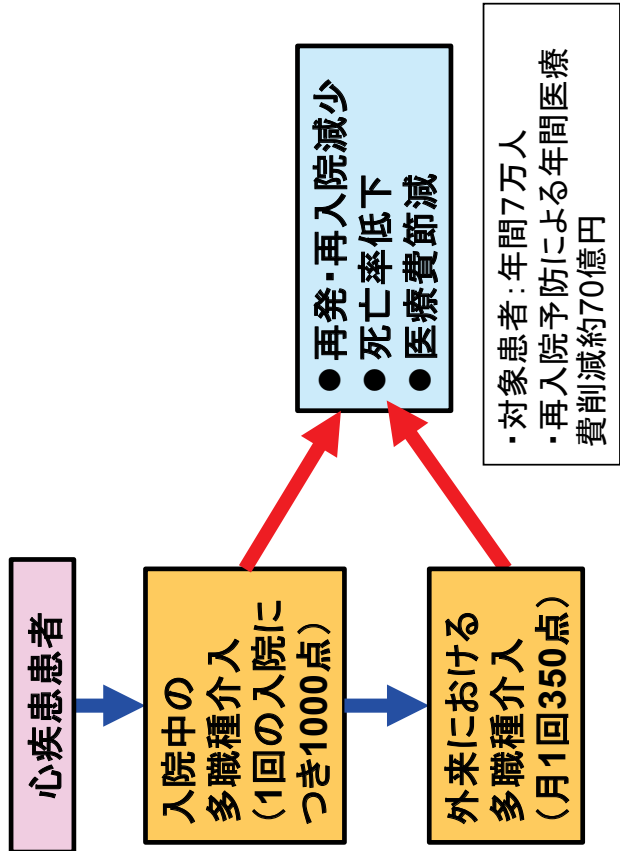 心疾患患者
入院中の
多職種介入
（1回の入院に
つき1000点）
外来における
多職種介入
（月1回350点）
● 再発・再入院減少
● 死亡率低下
● 医療費節減
・対象患者：年間7万人
・再入院予防による年間医療
費削減約70億円